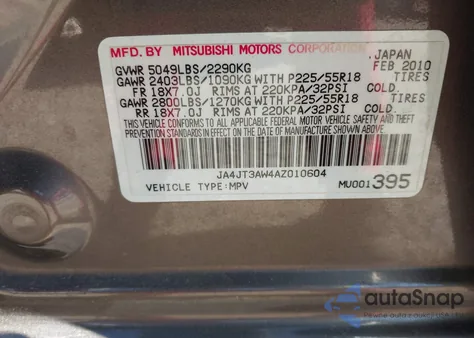 MFD. BY MITSUBISHI MOTORS CORPORATION, JAPAN
GVWR 5049LBS/2290KG FEB 2010
GAWR 2403LBS/1090KG WITH P225/55R18 TIRES
FR 18X7.0J RIMS AT 220KPA/32PSI COLD.
GAWR 2800LBS/1270KG WITH P225/55R18 TIRES
RR 18X7.0J RIMS AT 220KPA/32PSI COLD.
THIS VEHICLE CONFORMS TO ALL APPLICABLE FEDERAL MOTOR VEHICLE
SAFETY, BUMPER, AND THEFT PREVENTION STANDARDS IN
EFFECT ON THE DATE OF MANUFACTURE SHOWN ABOVE.
JA4JT3AW4AZ010604
VEHICLE TYPE:MPV MU001395
autoSnap